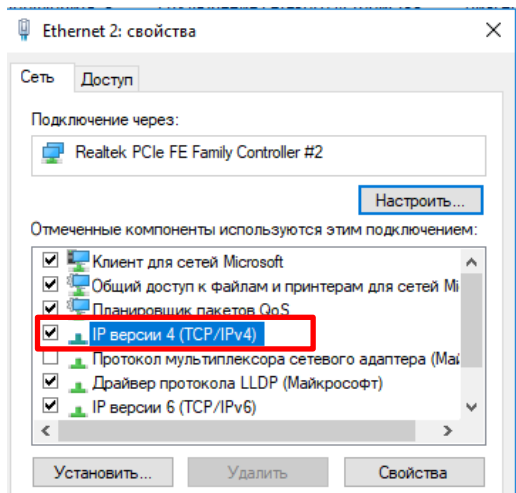 Ethernet 2: свойства
Сеть
Доступ
Подключение через:
Realtek PCIe FE Family Controller #2
Настроить...
Отмеченные компоненты используются этим подключением:
Клиент для сетей Microsoft
Общий доступ к файлам и принтерам для сетей Mi
Планировщик пакетов QoS
IP версии 4 (TCP/IPv4)
Протокол мультиплексора сетевого адаптера (Май
Драйвер протокола LLDP (Майкрософт)
IP версии 6 (TCP/IPv6)
Установить...
Удалить
Свойства